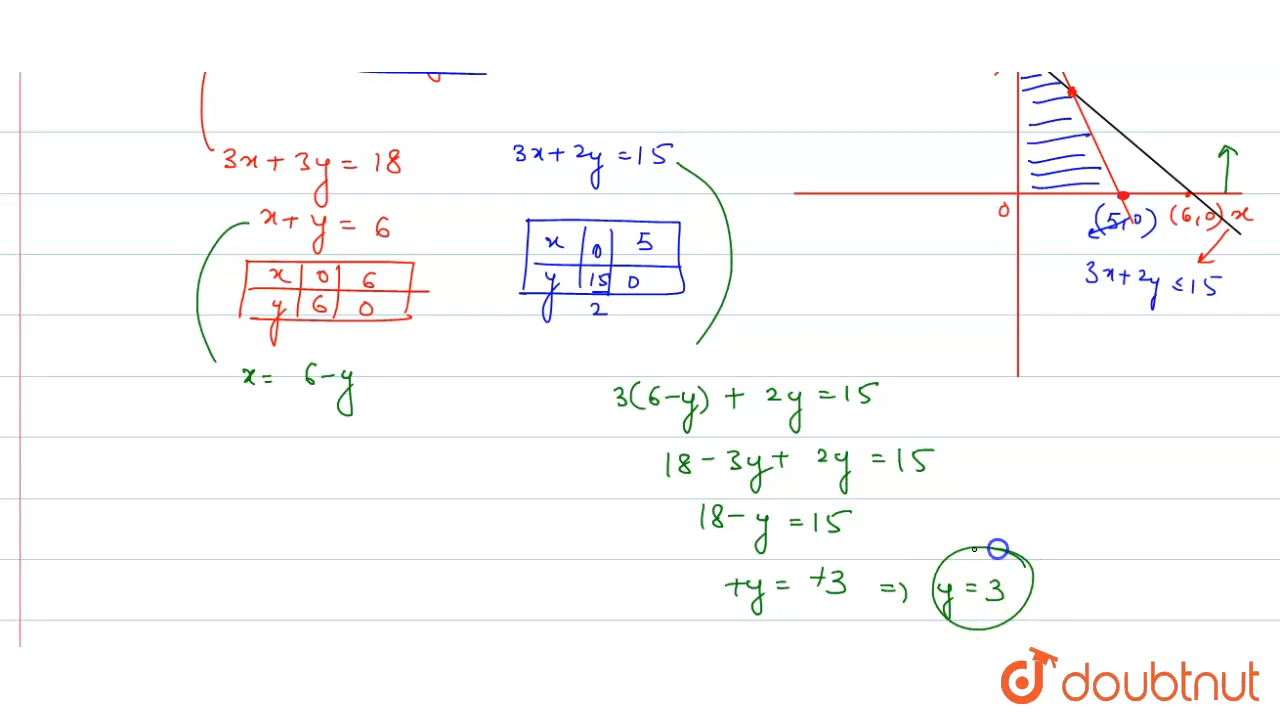 3x + 3y = 18
x + y = 6
x 0 6
y 6 0
x = 6-y
3x + 2y = 15
x 0 5
y 15/2 0
3(6-y) + 2y = 15
18 - 3y + 2y = 15
18 - y = 15
+y = +3 => y = 3
0
(5,0) (6,0) x
3x + 2y ≤ 15
doubtnut